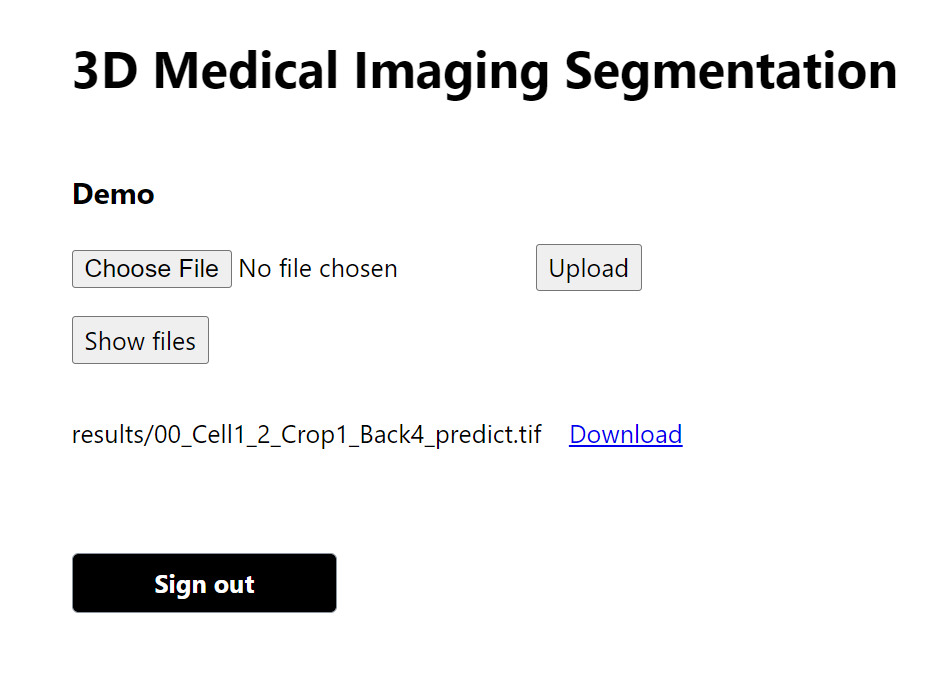 3D Medical Imaging Segmentation
Demo
Choose File No file chosen Upload
Show files
results/00_Cell1_2_Crop1_Back4_predict.tif Download
Sign out